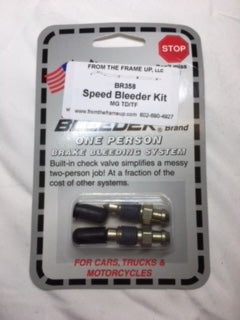 STOP
FROM THE FRAME UP, LLC
BR358
Speed Bleeder Kit
MG TD/TF
www.fromtheframeup.com 602-690-4927
BLEEDER Brand
ONE PERSON
BRAKE BLEEDING SYSTEM
Built-in check valve simplifies a messy
two-person job! At a fraction of the
cost of other systems.
FOR CARS, TRUCKS &
MOTORCYCLES